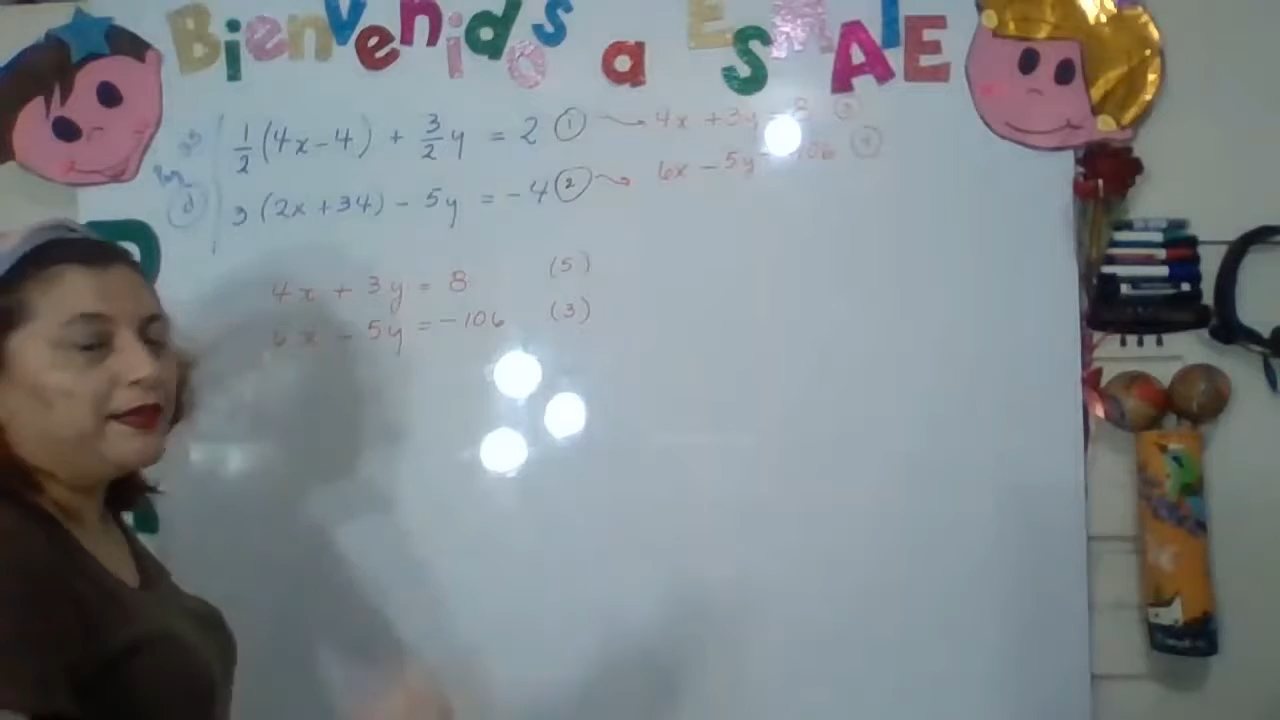 Bienvenidos a ESMATE
1/2 (4x-4) + 3/2 y = 2 ① → 4x + 3y
3 (2x+34) - 5y = -4 ② → 6x - 5y
d
4x + 3y = 8 (5)
6x - 5y = -106 (3)